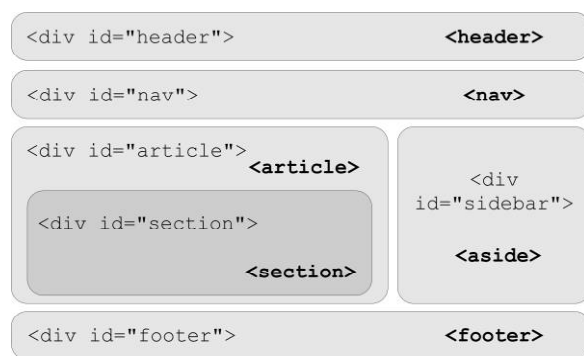 <div id="header"> <header>
<div id="nav"> <nav>
<div id="article">
<article>
<div id="section">
<section>
<div
id="sidebar">
<aside>
<div id="footer"> <footer>